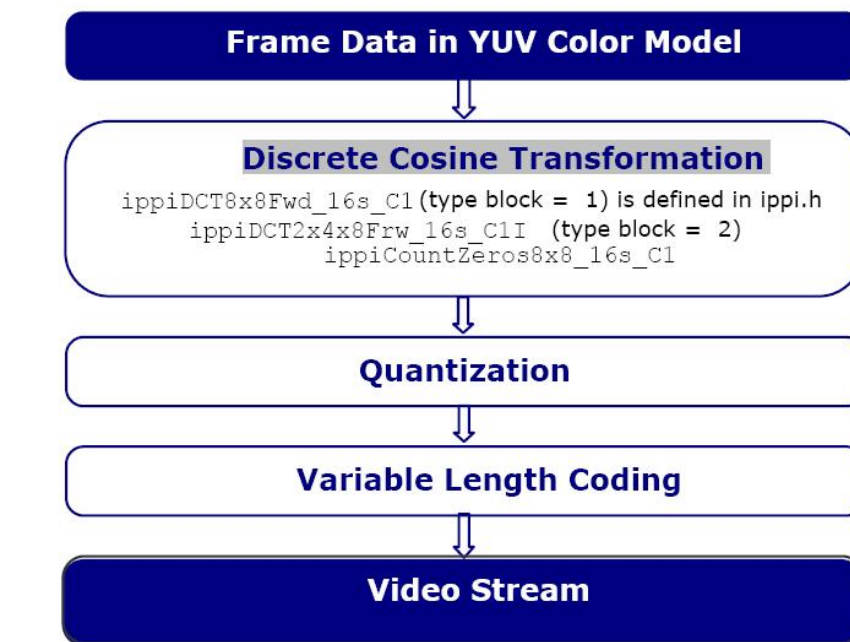 Frame Data in YUV Color Model
Discrete Cosine Transformation
ippiDCT8x8Fwd_16s_C1 (type block = 1) is defined in ippi.h
ippiDCT2x4x8Frw_16s_C1I (type block = 2)
ippiCountZeros8x8_16s_C1
Quantization
Variable Length Coding
Video Stream